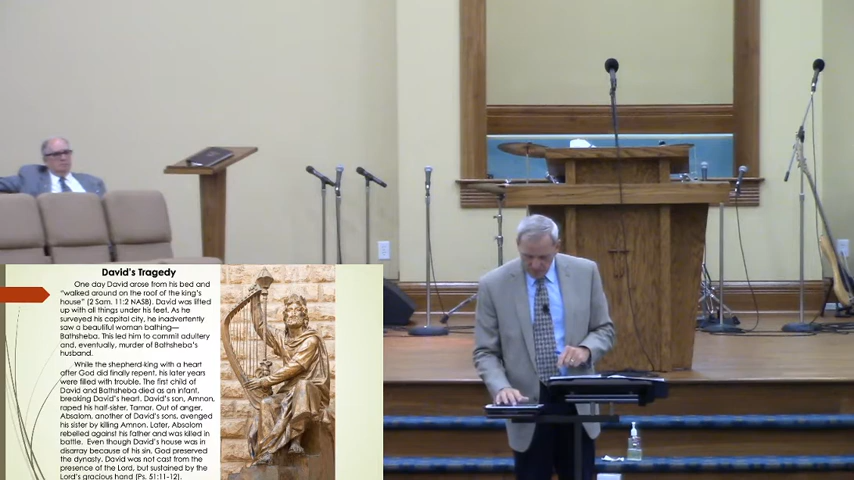 David's Tragedy
One day David arose from his bed and
"walked around on the roof of the king's
house" (2 Sam. 11:2 NASB). David was lifted
up with all things under his feet. As he
surveyed his capital city, he inadvertently
saw a beautiful woman bathing—
Bathsheba. This led him to commit adultery
and, eventually, murder of Bathsheba's
husband.
While the shepherd-king with a heart
after God did finally repent, his later years
were filled with trouble. The first child of
David and Bathsheba died as an infant,
breaking David's heart. David's son, Amnon,
raped his half-sister, Tamar. Out of anger,
Absalom, another of David's sons, avenged
his sister by killing Amnon. Later, Absalom
rebelled against his father and was killed in
battle. Even though David's house was in
disarray because of his sin, God preserved
the dynasty. David was not cast from the
presence of the Lord, but sustained by the
Lord's gracious hand (Ps. 51:11-12).